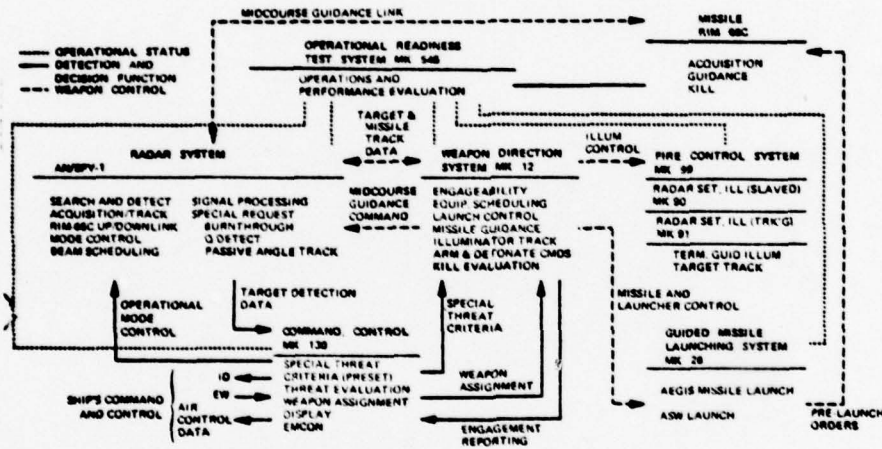 MIDCOURSE GUIDANCE LINK
MISSILE
RIM 66C
OPERATIONAL STATUS
DETECTION AND
DECISION FUNCTION
WEAPON CONTROL
OPERATIONAL READINESS
TEST SYSTEM MK 545
OPERATIONS AND
PERFORMANCE EVALUATION
ACQUISITION
GUIDANCE
KILL
TARGET &
MISSILE
TRACK
DATA
ILLUM
CONTROL
RADAR SYSTEM
AN/SPY-1
WEAPON DIRECTION
SYSTEM MK 12
FIRE CONTROL SYSTEM
MK 99
SEARCH AND DETECT
ACQUISITION/TRACK
RIM-66C UP/DOWNLINK
MODE CONTROL
BEAM SCHEDULING
SIGNAL PROCESSING
SPECIAL REQUEST
BURNTHROUGH
Q DETECT
PASSIVE ANGLE TRACK
MIDCOURSE
GUIDANCE
COMMAND
ENGAGEABILITY
EQUIP. SCHEDULING
LAUNCH CONTROL
MISSILE GUIDANCE
ILLUMINATOR TRACK
ARM & DETONATE CMDS
KILL EVALUATION
RADAR SET, ILL (SLAVED)
MK 90
RADAR SET, ILL (TRK'G)
MK 91
TERM. GUID ILLUM
TARGET TRACK
OPERATIONAL
MODE
CONTROL
TARGET DETECTION
DATA
SPECIAL
THREAT
CRITERIA
MISSILE AND
LAUNCHER CONTROL
COMMAND, CONTROL
MK 130
GUIDED MISSILE
LAUNCHING SYSTEM
MK 26
SHIP'S COMMAND
AND CONTROL
ID
EW
AIR
CONTROL
DATA
SPECIAL THREAT
CRITERIA (PRESET)
THREAT EVALUATION
WEAPON ASSIGNMENT
DISPLAY
EMCON
WEAPON
ASSIGNMENT
ENGAGEMENT
REPORTING
AEGIS MISSILE LAUNCH
ASW LAUNCH
PRE-LAUNCH
ORDERS